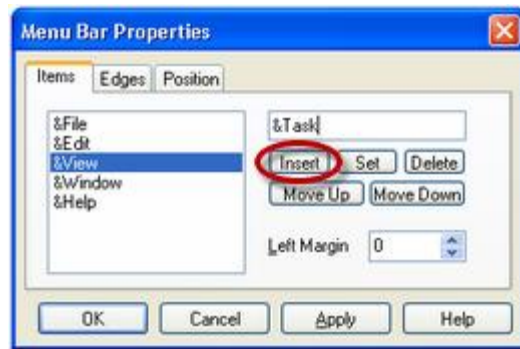 Menu Bar Properties
Items Edges Position
&File
&Edit
&View
&Window
&Help
&Task
Insert Set Delete
Move Up Move Down
Left Margin 0
OK Cancel Apply Help